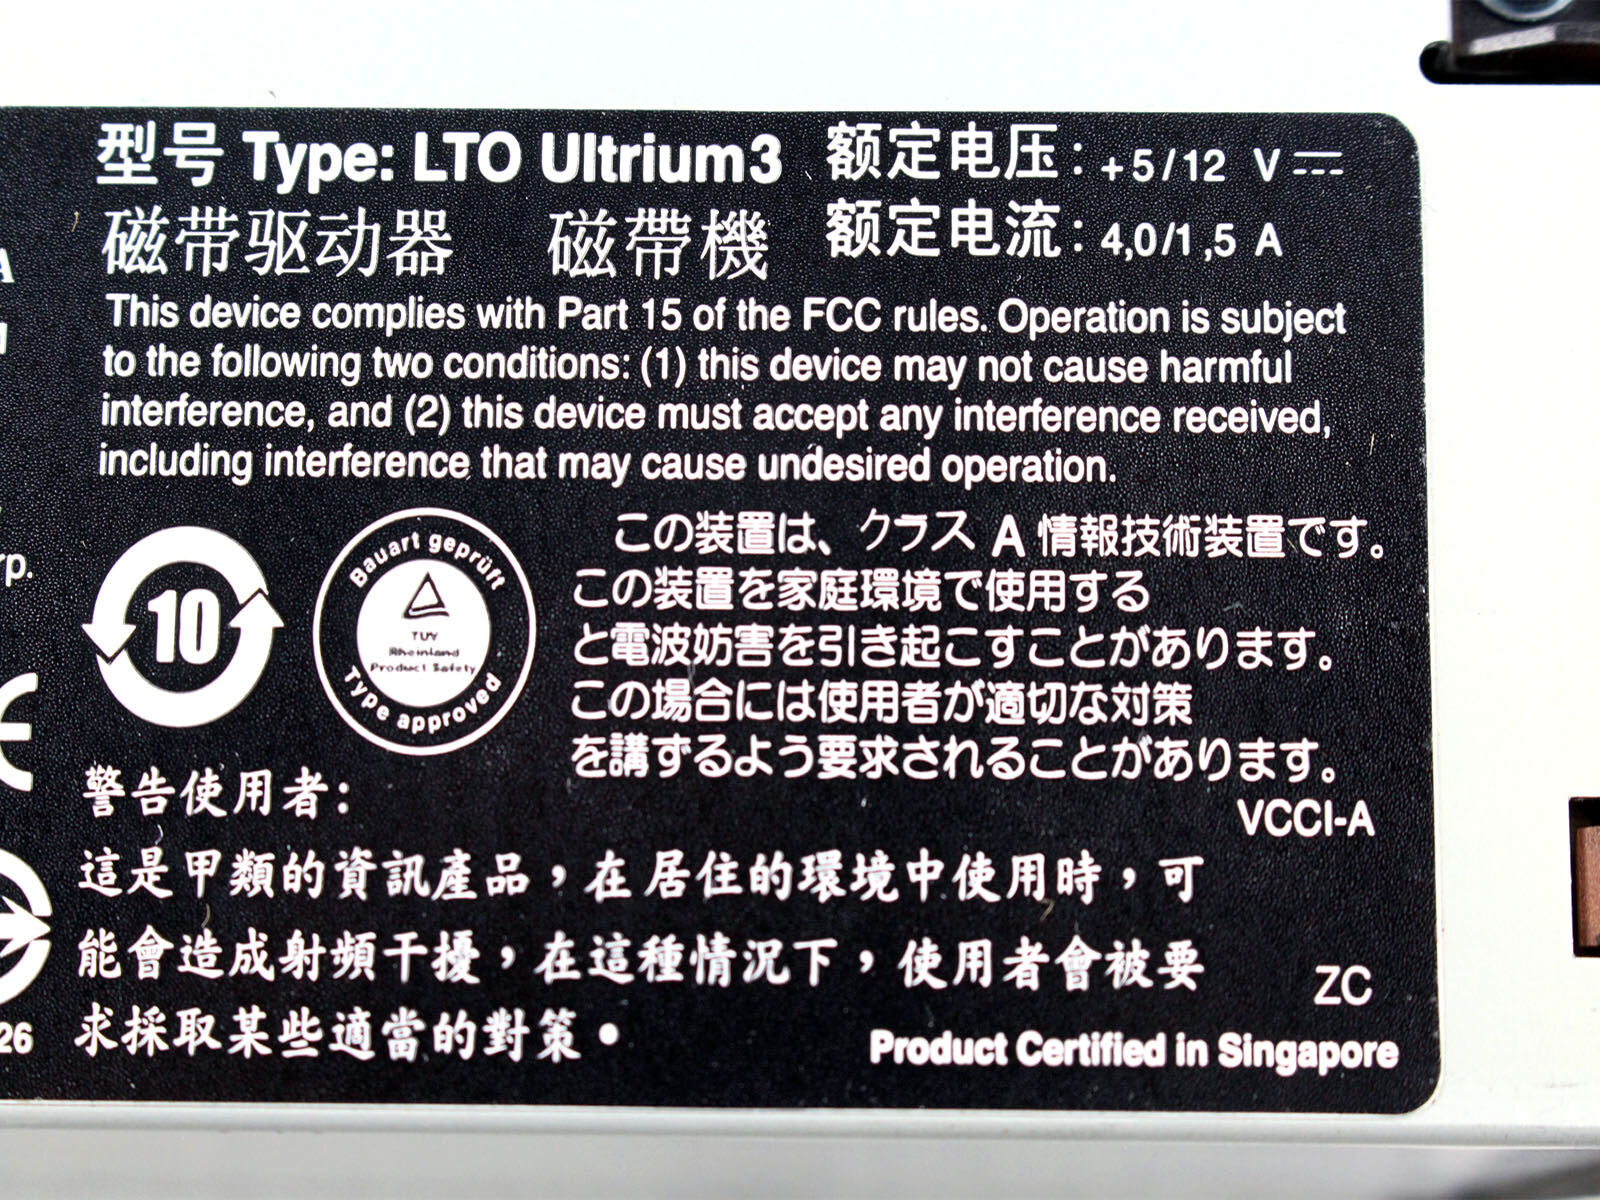 型号 Type: LTO Ultrium3
额定电压: +5/12 V
磁带驱动器 磁帶機
额定电流: 4,0/1,5 A
This device complies with Part 15 of the FCC rules. Operation is subject
to the following two conditions: (1) this device may not cause harmful
interference, and (2) this device must accept any interference received,
including interference that may cause undesired operation.
10
Bauart geprüft
TUV
Rheinland
Product Safety
Type approved
この装置は、クラス A 情報技術装置です。
この装置を家庭環境で使用する
と電波妨害を引き起こすことがあります。
この場合には使用者が適切な対策
を講ずるよう要求されることがあります。
VCCI-A
警告使用者:
這是甲類的資訊產品，在居住的環境中使用時，可
能會造成射頻干擾，在這種情況下，使用者會被要
求採取某些適當的對策。
ZC
Product Certified in Singapore
A
rp.
CE
26